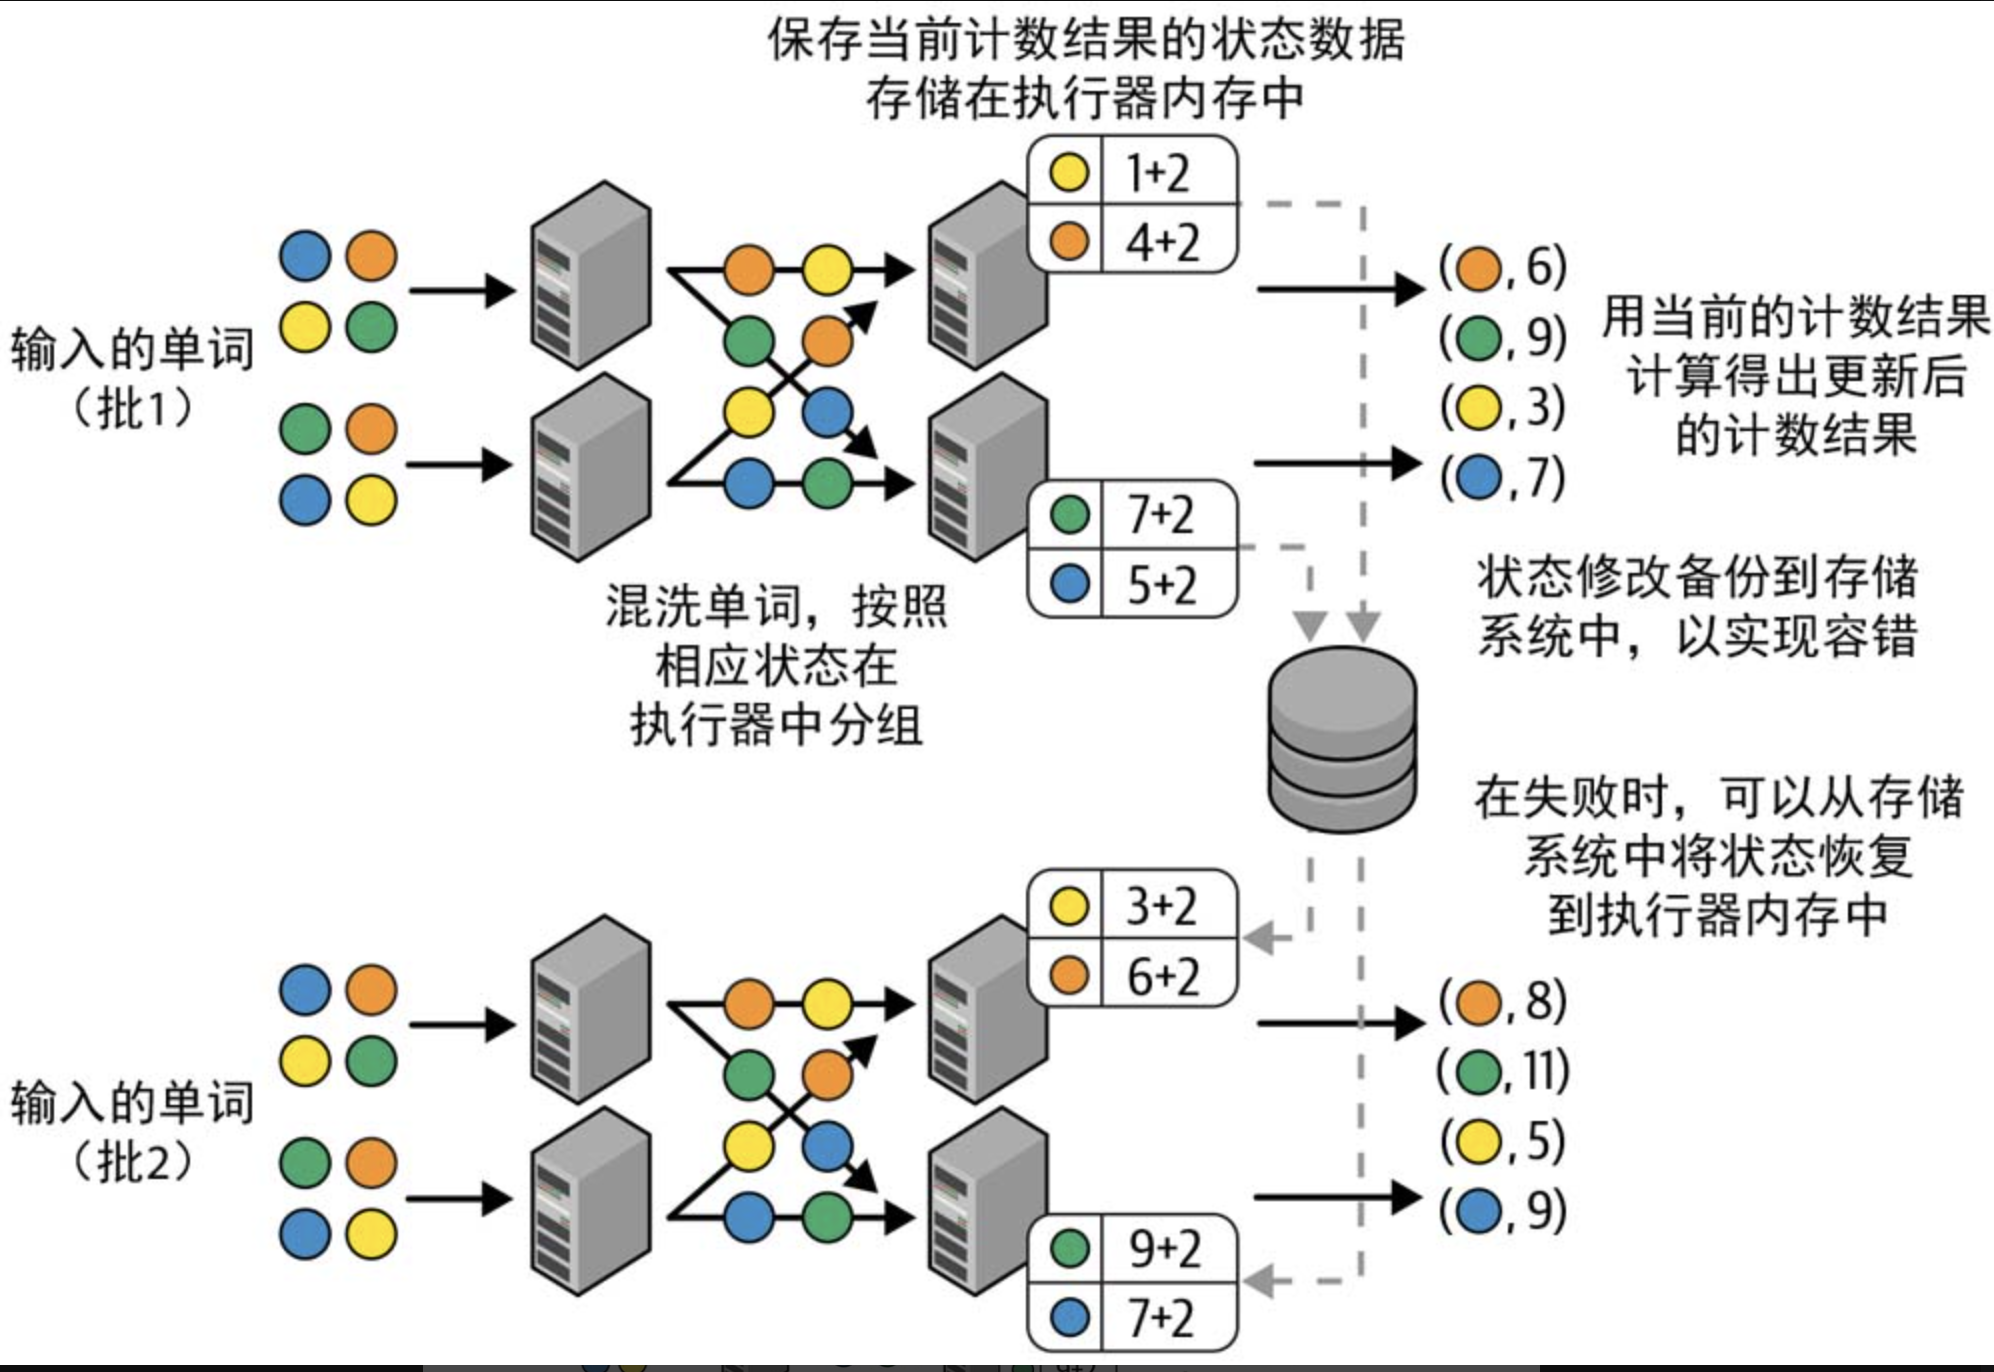 保存当前计数结果的状态数据
存储在执行器内存中
1+2
4+2
(, 6)
(, 9)
(, 3)
(, 7)
用当前的计数结果
计算得出更新后
的计数结果
输入的单词
（批1）
7+2
5+2
混洗单词，按照
相应状态在
执行器中分组
状态修改备份到存储
系统中，以实现容错
在失败时，可以从存储
系统中将状态恢复
到执行器内存中
3+2
6+2
(, 8)
(, 11)
(, 5)
(, 9)
输入的单词
（批2）
9+2
7+2